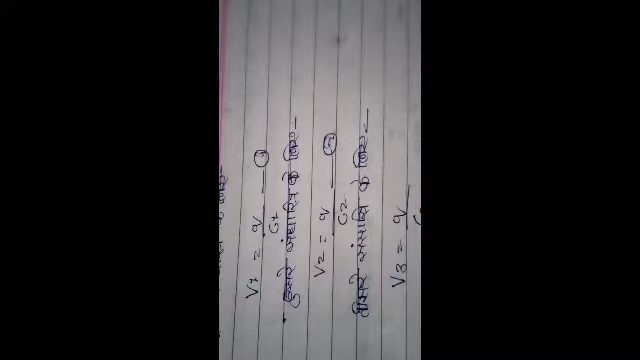 V1 = q/C1 —①
दूसरे संधारित्र के लिए —
V2 = q/C2 —②
तीसरे संधारित्र के लिए —
V3 = q/C